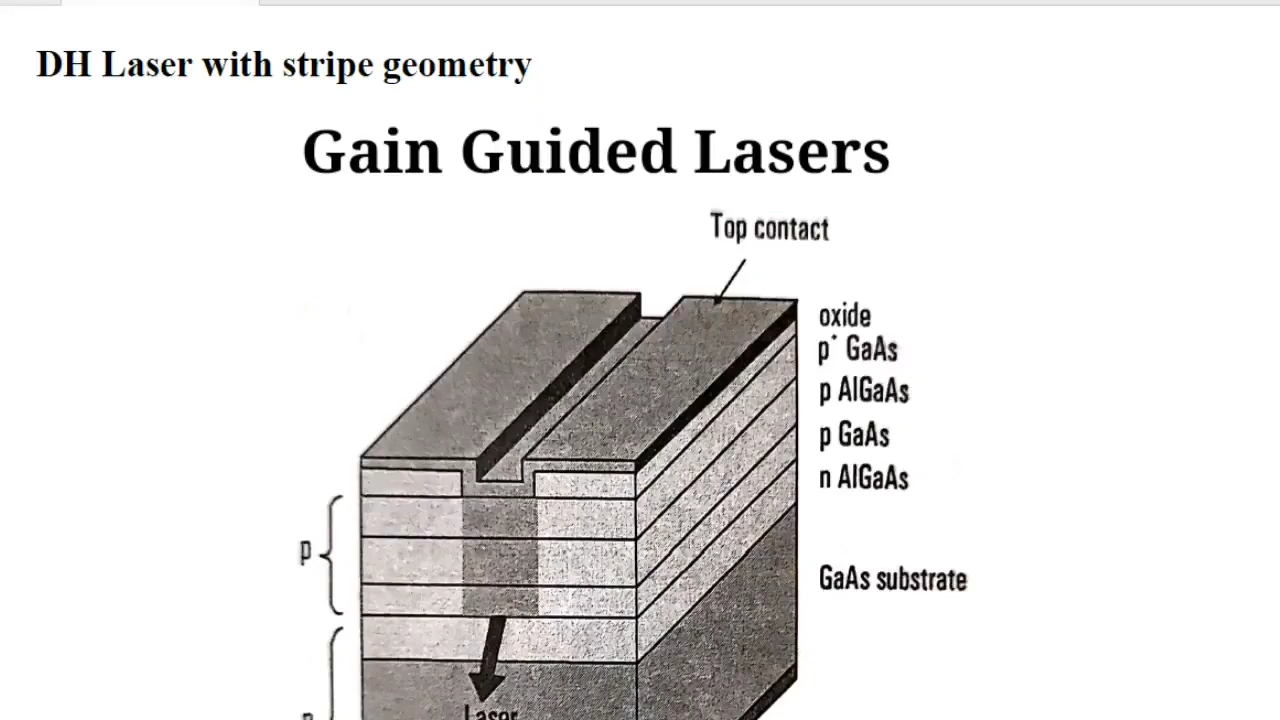 DH Laser with stripe geometry
Gain Guided Lasers
Top contact
oxide
p⁺ GaAs
p AlGaAs
p GaAs
n AlGaAs
p
GaAs substrate
Laser